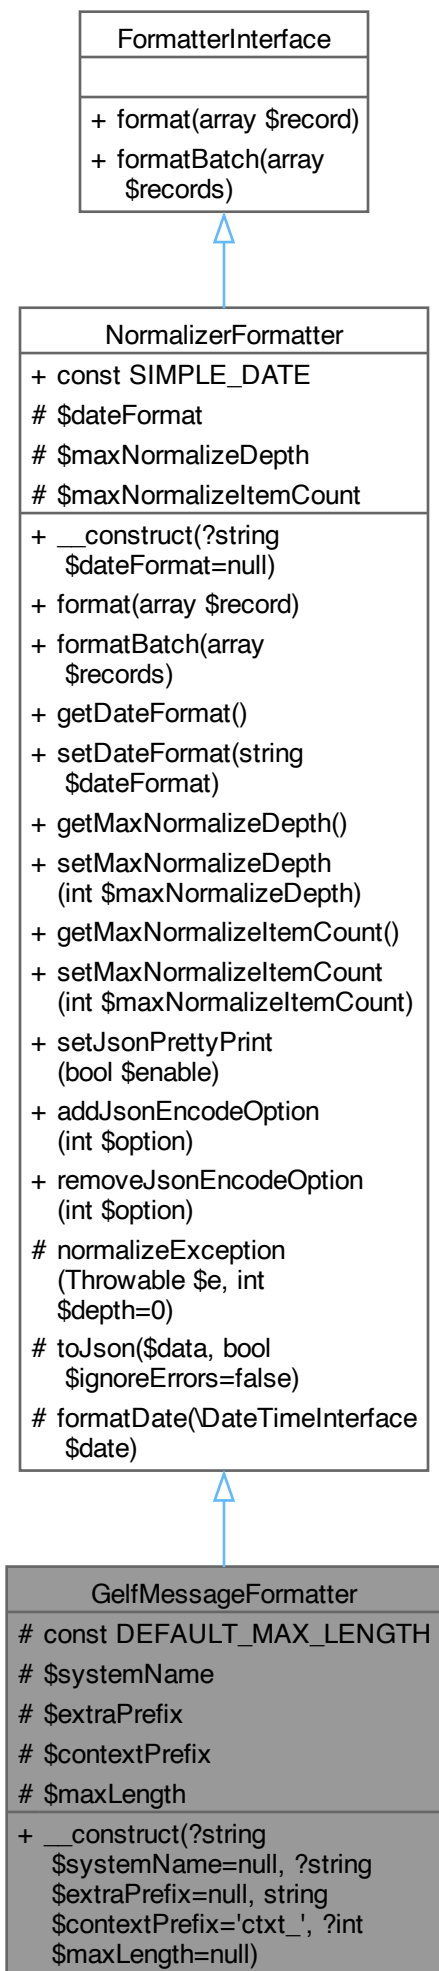 FormatterInterface
+ format(array $record)
+ formatBatch(array
$records)
NormalizerFormatter
+ const SIMPLE_DATE
# $dateFormat
# $maxNormalizeDepth
# $maxNormalizeItemCount
+ __construct(?string
$dateFormat=null)
+ format(array $record)
+ formatBatch(array
$records)
+ getDateFormat()
+ setDateFormat(string
$dateFormat)
+ getMaxNormalizeDepth()
+ setMaxNormalizeDepth
(int $maxNormalizeDepth)
+ getMaxNormalizeItemCount()
+ setMaxNormalizeItemCount
(int $maxNormalizeItemCount)
+ setJsonPrettyPrint
(bool $enable)
+ addJsonEncodeOption
(int $option)
+ removeJsonEncodeOption
(int $option)
# normalizeException
(Throwable $e, int
$depth=0)
# toJson($data, bool
$ignoreErrors=false)
# formatDate(\DateTimeInterface
$date)
GelfMessageFormatter
# const DEFAULT_MAX_LENGTH
# $systemName
# $extraPrefix
# $contextPrefix
# $maxLength
+ __construct(?string
$systemName=null, ?string
$extraPrefix=null, string
$contextPrefix='ctxt_', ?int
$maxLength=null)